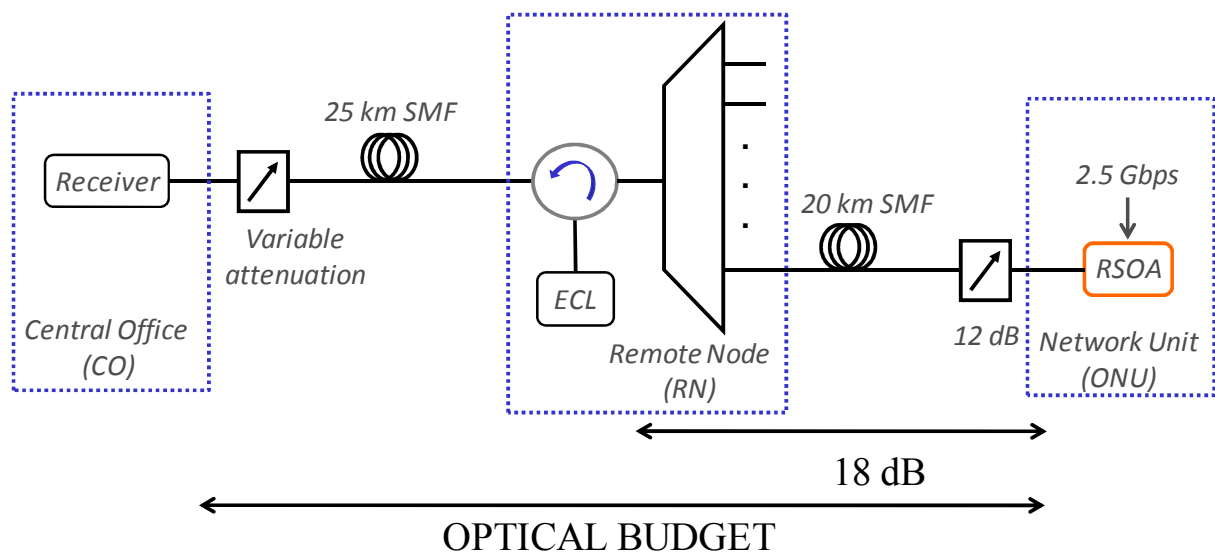 25 km SMF
Receiver
Variable
attenuation
ECL
20 km SMF
2.5 Gbps
RSOA
12 dB
Central Office
(CO)
Remote Node
(RN)
Network Unit
(ONU)
18 dB
OPTICAL BUDGET